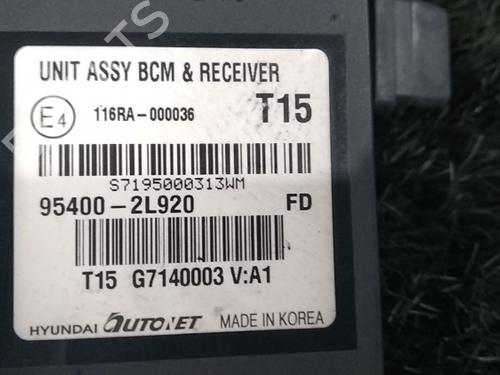 UNIT ASSY BCM & RECEIVER
E4 116RA-000036 T15
S7195000313WM
95400-2L920 FD
T15 G7140003 V:A1
HYUNDAI AUTONET MADE IN KOREA